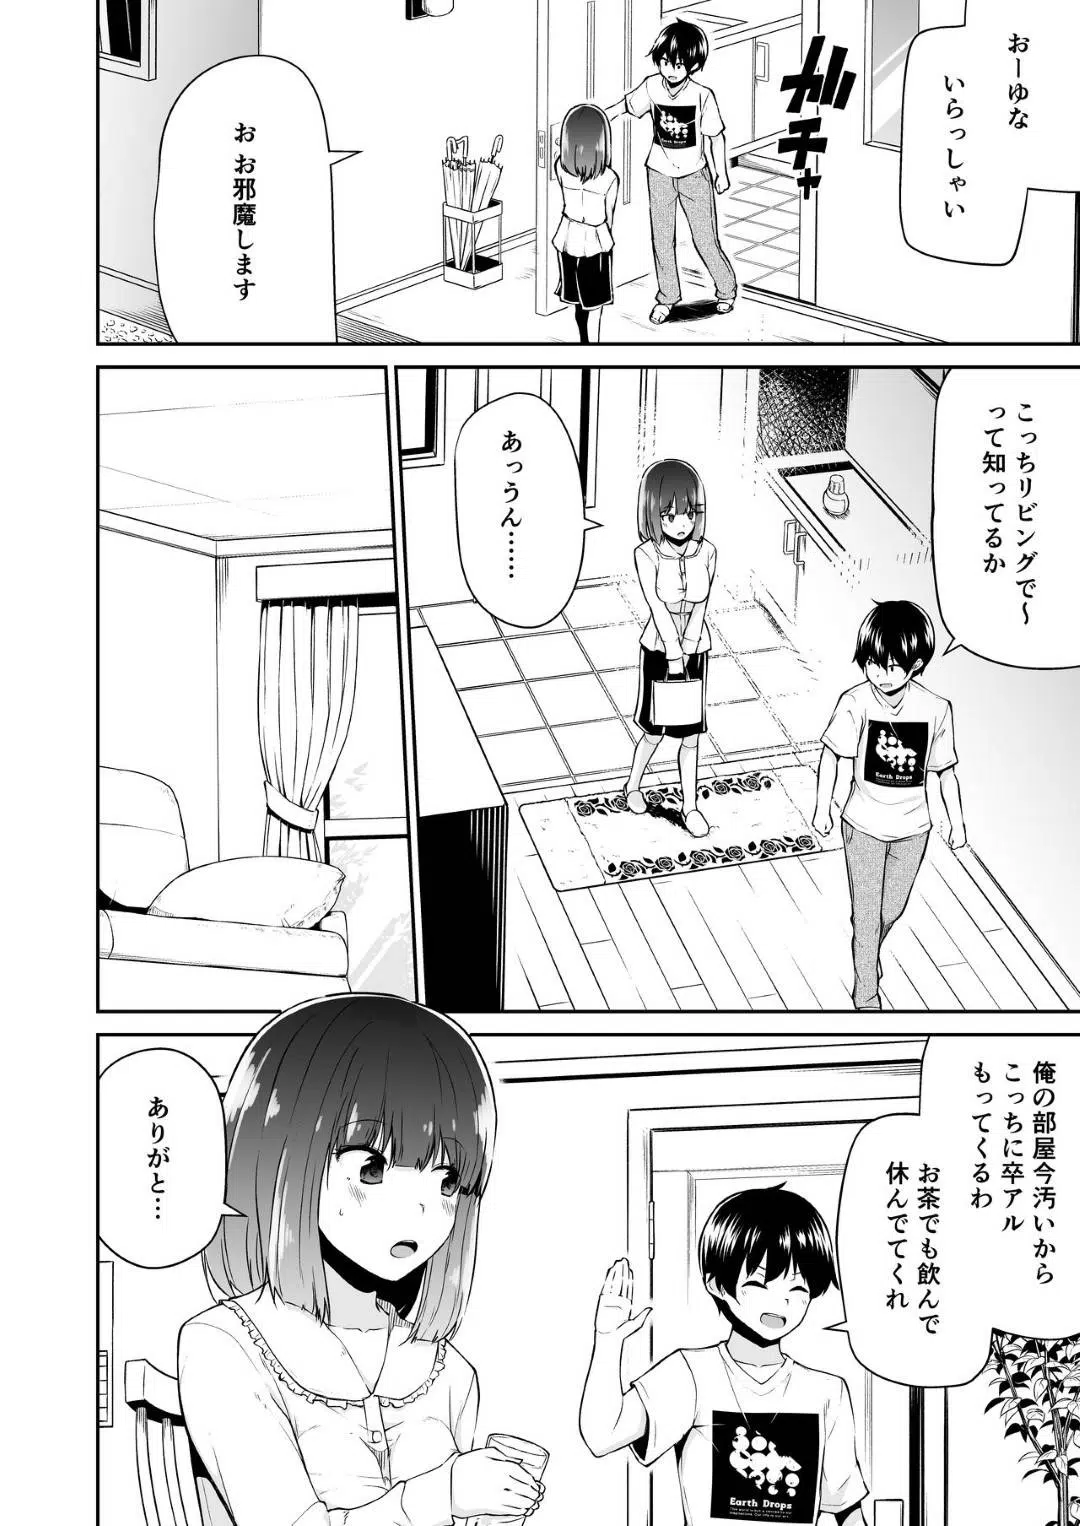 おーゆな
いらっしゃい
ガチャ
お お邪魔します
こっちリビングで～
って知ってるか
あっうん……
Earth Drops
俺の部屋今汚いから
こっちに卒アル
もってくるわ
お茶でも飲んで
休んでてくれ
ありがと…
Earth Drops